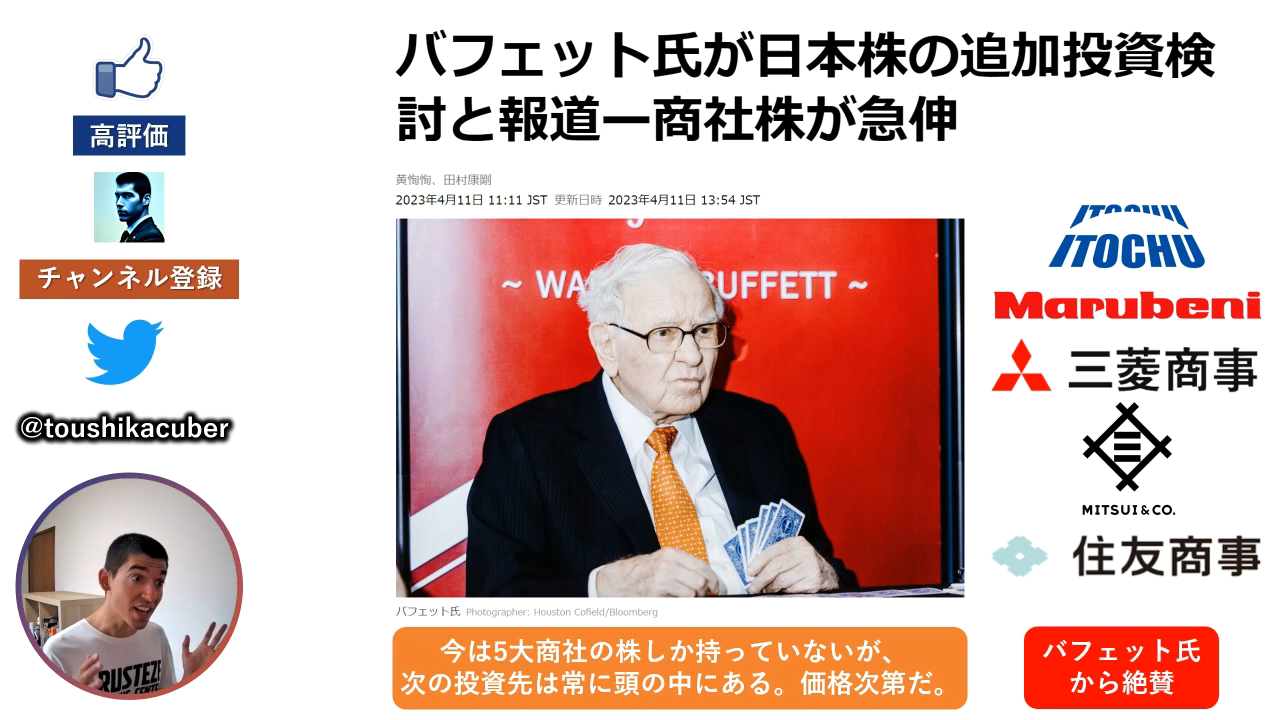 高評価
チャンネル登録
@toushikacuber
RUSTEZE
バフェット氏が日本株の追加投資検
討と報道ー商社株が急伸
黄恂恂、田村康剛
2023年4月11日 11:11 JST 更新日時 2023年4月11日 13:54 JST
~ WA BUFFETT ~
バフェット氏 Photographer: Houston Cofield/Bloomberg
今は5大商社の株しか持っていないが、
次の投資先は常に頭の中にある。価格次第だ。
ITOCHU
ITOCHU
Marubeni
三菱商事
MITSUI & CO.
住友商事
バフェット氏
から絶賛